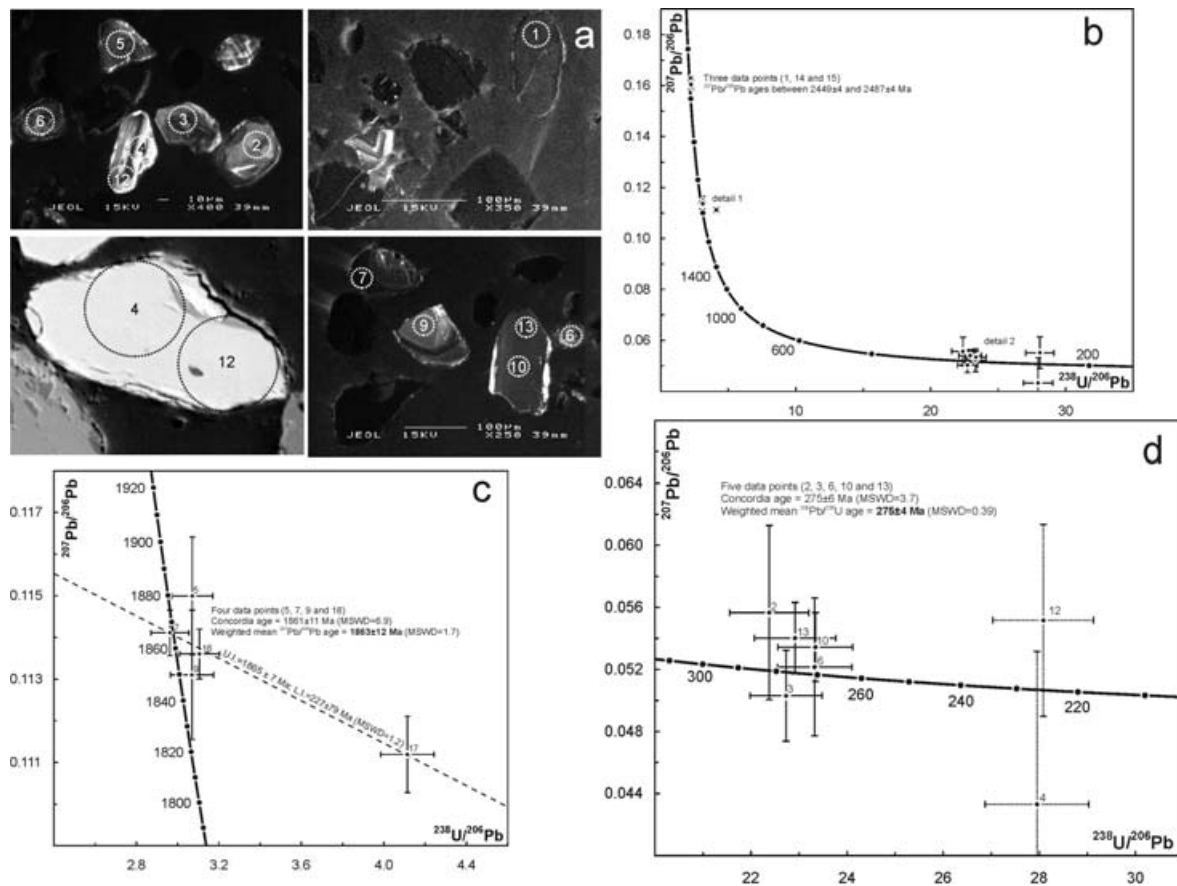 a
5
6
3
4
2
12
JEOL 15KV 10µm X400 39mm
1
JEOL 15KV 100µm X350 39mm
4
12
7
9
13
6
10
JEOL 15KV 100µm X250 39mm
b
207Pb/206Pb
0.18
0.16
0.14
0.12
0.10
0.08
0.06
Three data points (1, 14 and 15)
207Pb/206Pb ages between 2449±4 and 2487±4 Ma
detail 1
1400
1000
600
detail 2
200
238U/206Pb
10 20 30
c
207Pb/206Pb
0.117
0.115
0.113
0.111
1920
1900
1880
1860
1840
1820
1800
5
7
16
9
17
Four data points (5, 7, 9 and 16)
Concordia age = 1861±11 Ma (MSWD=6.9)
Weighted mean 207Pb/206Pb age = 1863±12 Ma (MSWD=1.7)
U.I.=1865±7 Ma; L.I.=227±79 Ma (MSWD=1.2)
238U/206Pb
2.8 3.2 3.6 4.0 4.4
d
207Pb/206Pb
0.064
0.060
0.056
0.052
0.048
0.044
Five data points (2, 3, 6, 10 and 13)
Concordia age = 275±6 Ma (MSWD=3.7)
Weighted mean 206Pb/238U age = 275±4 Ma (MSWD=0.39)
2
13
10
6
3
12
4
300
260
240
220
238U/206Pb
22 24 26 28 30